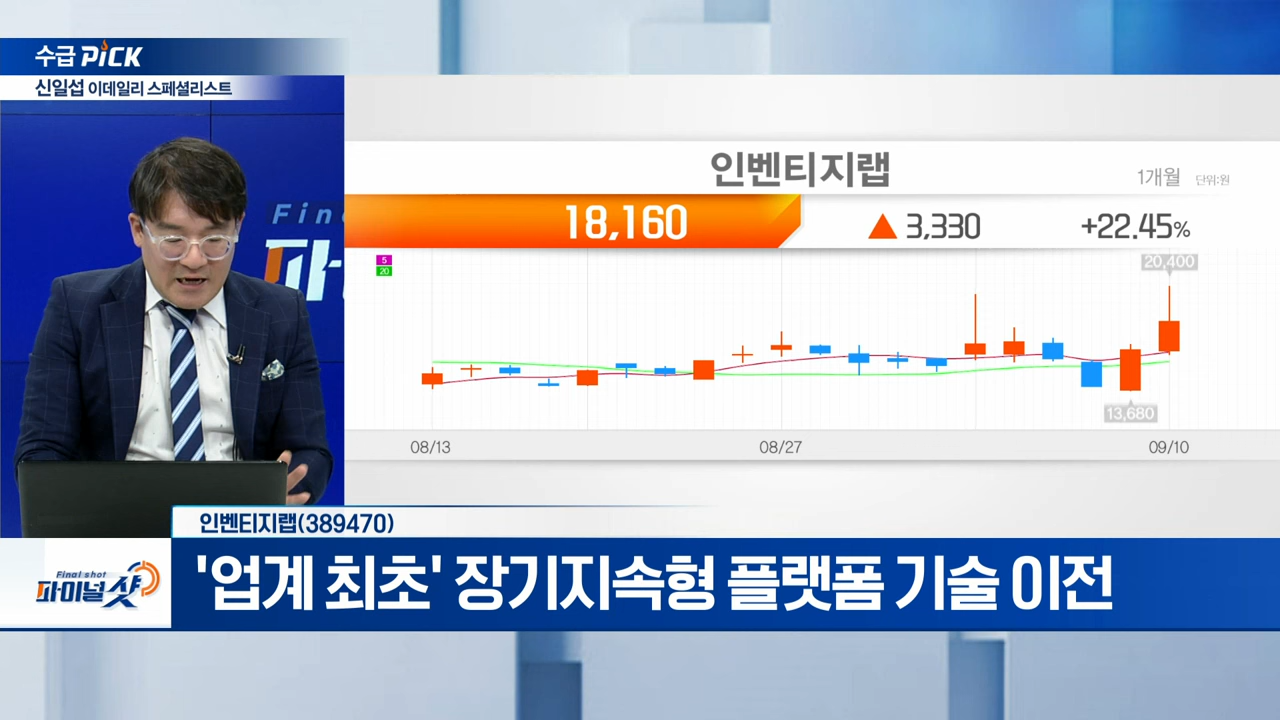 수급 PiCK
신일섭 이데일리 스페셜리스트
Fina
파이
인벤티지랩
1개월 단위:원
18,160 ▲ 3,330 +22.45%
5
20
20,400
13,680
08/13 08/27 09/10
인벤티지랩(389470)
Final shot
파이널샷
'업계 최초' 장기지속형 플랫폼 기술 이전